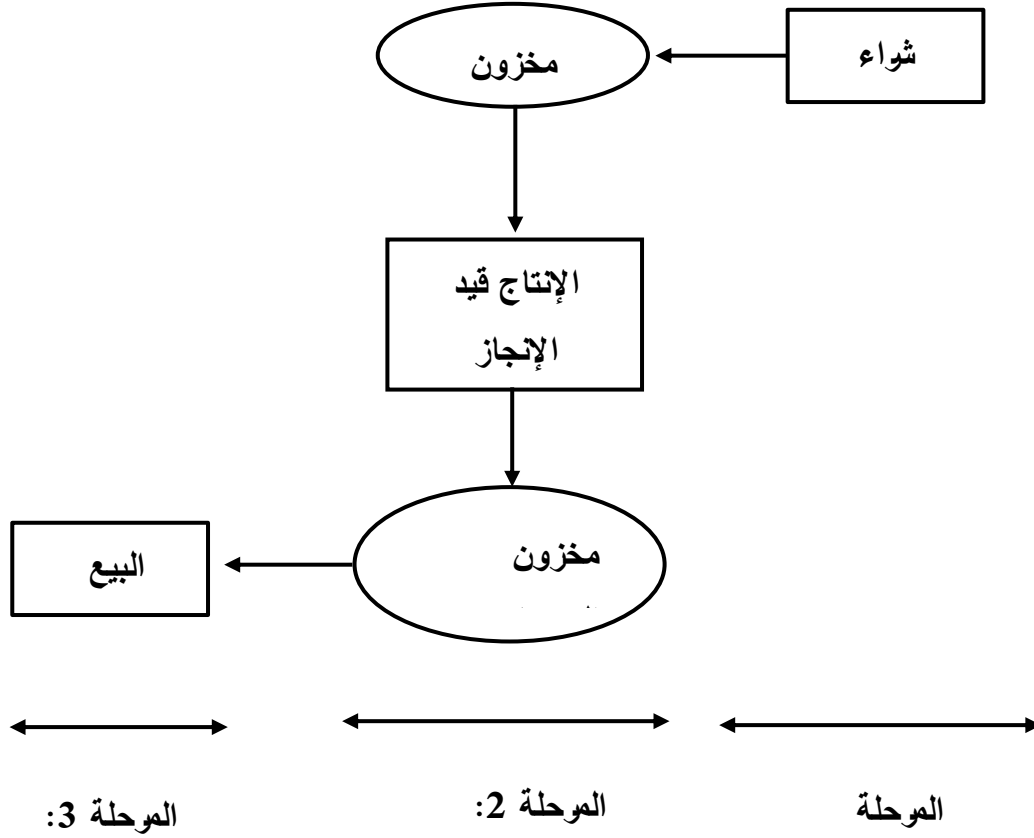 شراء
مخزون
الإنتاج قيد
الإنجاز
مخزون
البيع
المرحلة
المرحلة 2:
المرحلة 3: